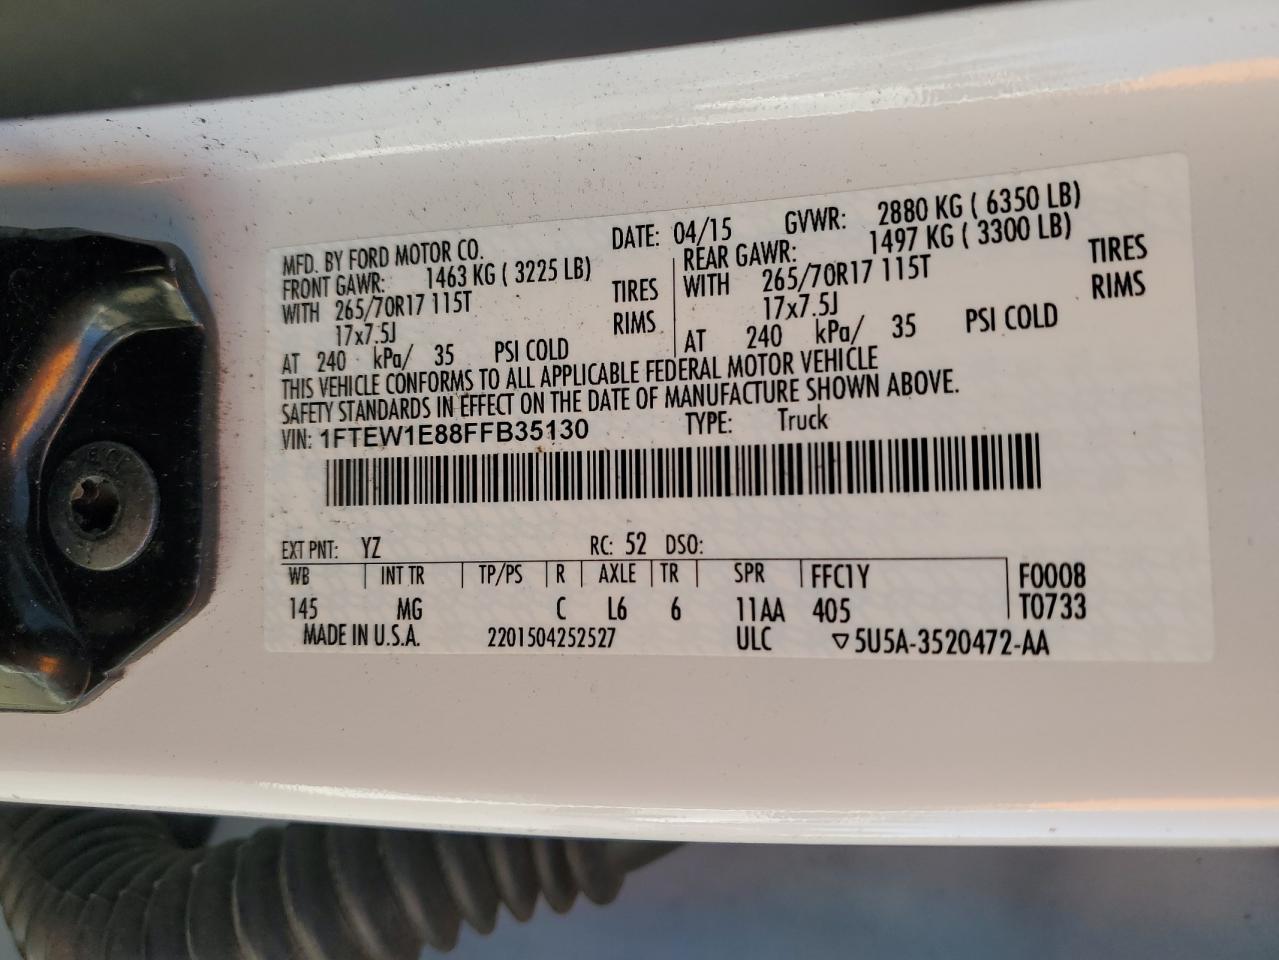 MFD. BY FORD MOTOR CO. DATE: 04/15 GVWR: 2880 KG ( 6350 LB)
FRONT GAWR: 1463 KG ( 3225 LB) REAR GAWR: 1497 KG ( 3300 LB)
WITH 265/70R17 115T TIRES WITH 265/70R17 115T TIRES
17x7.5J RIMS 17x7.5J RIMS
AT 240 kPa/ 35 PSI COLD AT 240 kPa/ 35 PSI COLD
THIS VEHICLE CONFORMS TO ALL APPLICABLE FEDERAL MOTOR VEHICLE
SAFETY STANDARDS IN EFFECT ON THE DATE OF MANUFACTURE SHOWN ABOVE.
VIN: 1FTEW1E88FFB35130 TYPE: Truck
EXT PNT: YZ RC: 52 DSO:
WB INT TR TP/PS R AXLE TR SPR FFC1Y F0008
145 MG C L6 6 11AA 405 T0733
MADE IN U.S.A. 2201504252527 ULC ▽5U5A-3520472-AA